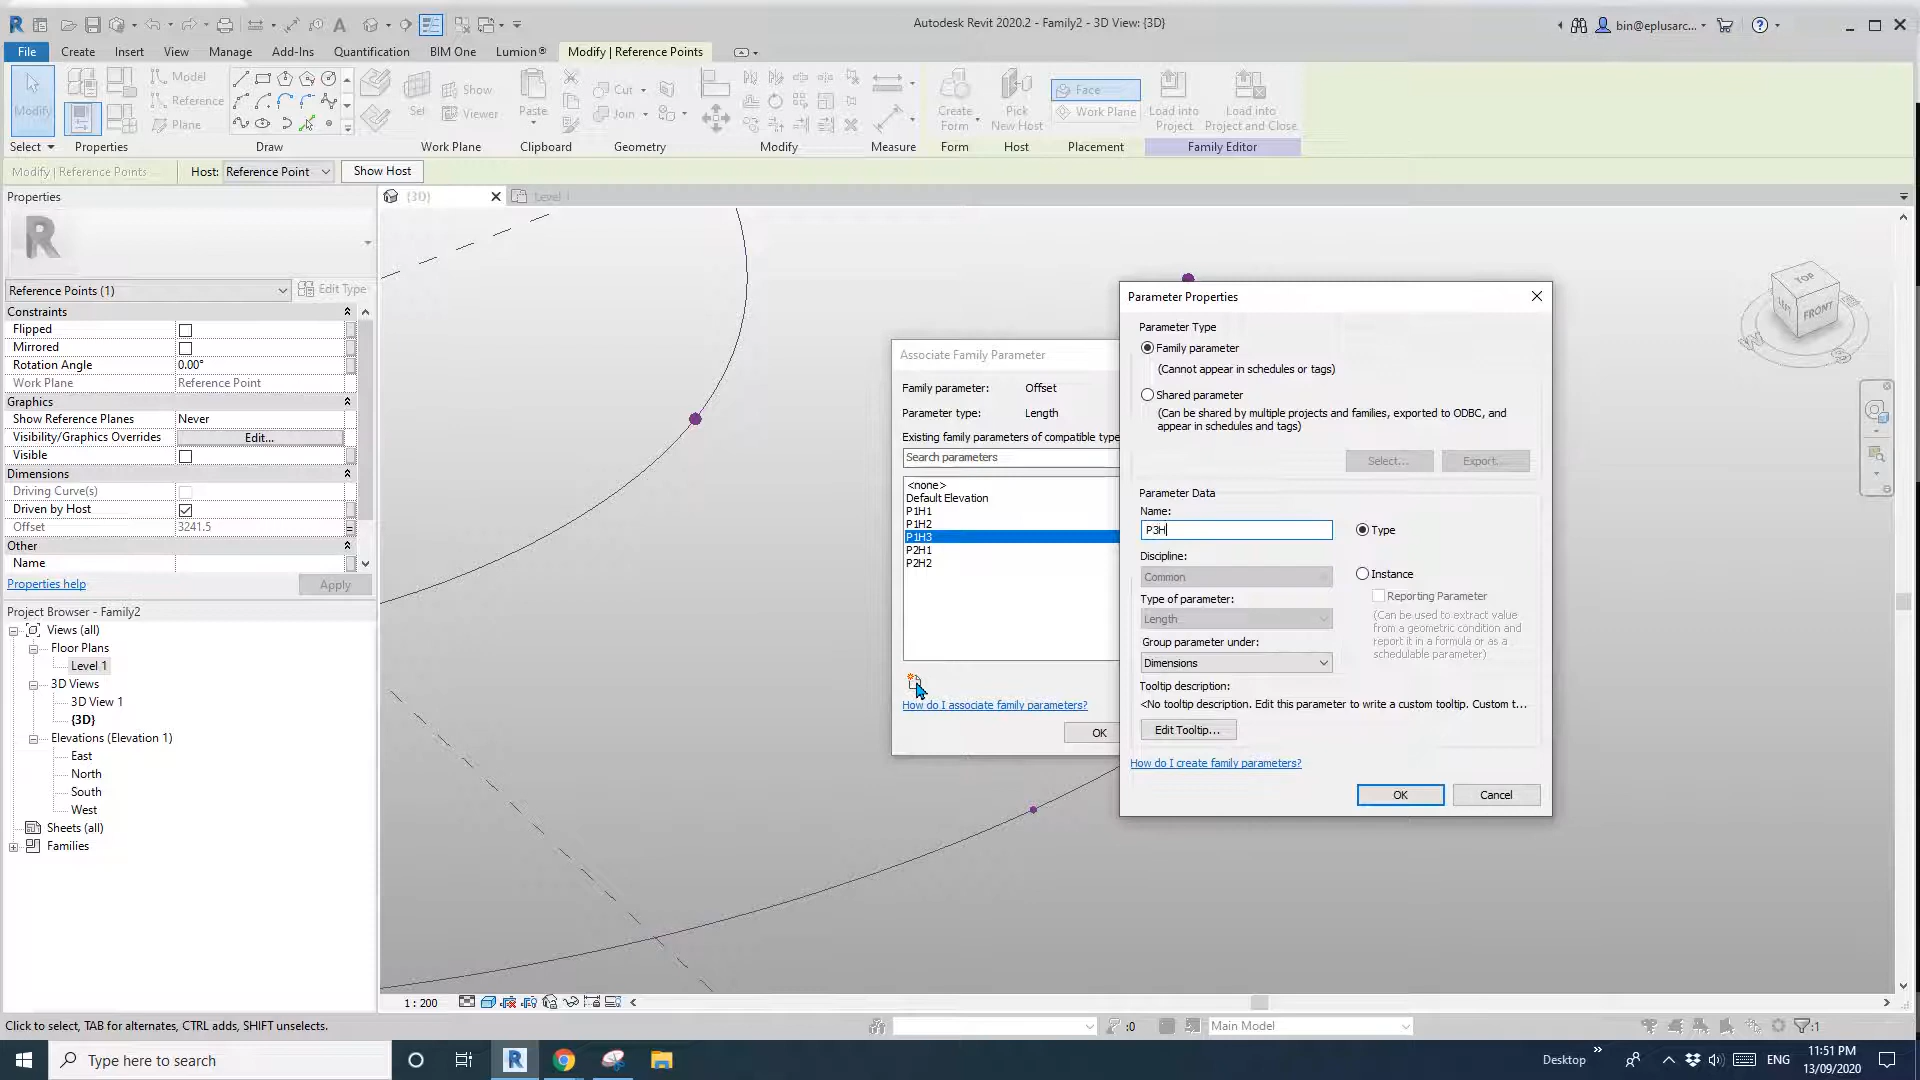 Autodesk Revit 2020.2 - Family2 - 3D View: {3D}
bin@eplusarc...
File Create Insert View Manage Add-Ins Quantification BIM One Lumion® Modify | Reference Points
Modify
Model
Reference
Plane
Set
Show
Viewer
Paste
Cut
Join
Create Form
Pick New Host
Face
Work Plane
Load into Project
Load into Project and Close
Select Properties Draw Work Plane Clipboard Geometry Modify Measure Form Host Placement Family Editor
Modify | Reference Points
Host: Reference Point Show Host
Properties
{3D}
Level 1
Reference Points (1)
Edit Type
Constraints
Flipped
Mirrored
Rotation Angle 0.00°
Work Plane Reference Point
Graphics
Show Reference Planes Never
Visibility/Graphics Overrides Edit...
Visible
Dimensions
Driving Curve(s)
Driven by Host
Offset 3241.5
Other
Name
Properties help
Apply
Project Browser - Family2
Views (all)
Floor Plans
Level 1
3D Views
3D View 1
{3D}
Elevations (Elevation 1)
East
North
South
West
Sheets (all)
Families
Associate Family Parameter
Family parameter: Offset
Parameter type: Length
Existing family parameters of compatible type
Search parameters
<none>
Default Elevation
P1H1
P1H2
P1H3
P2H1
P2H2
How do I associate family parameters?
OK
Parameter Properties
Parameter Type
Family parameter
(Cannot appear in schedules or tags)
Shared parameter
(Can be shared by multiple projects and families, exported to ODBC, and
appear in schedules and tags)
Select... Export...
Parameter Data
Name:
P3H
Type
Discipline:
Common
Instance
Reporting Parameter
(Can be used to extract value
from a geometric condition and
report it in a formula or as a
schedulable parameter)
Type of parameter:
Length
Group parameter under:
Dimensions
Tooltip description:
<No tooltip description. Edit this parameter to write a custom tooltip. Custom t...
Edit Tooltip...
How do I create family parameters?
OK Cancel
TOP
LEFT
FRONT
W
S
1 : 200
Click to select, TAB for alternates, CTRL adds, SHIFT unselects.
:0
Main Model
:1
Type here to search
Desktop
ENG
11:51 PM
13/09/2020